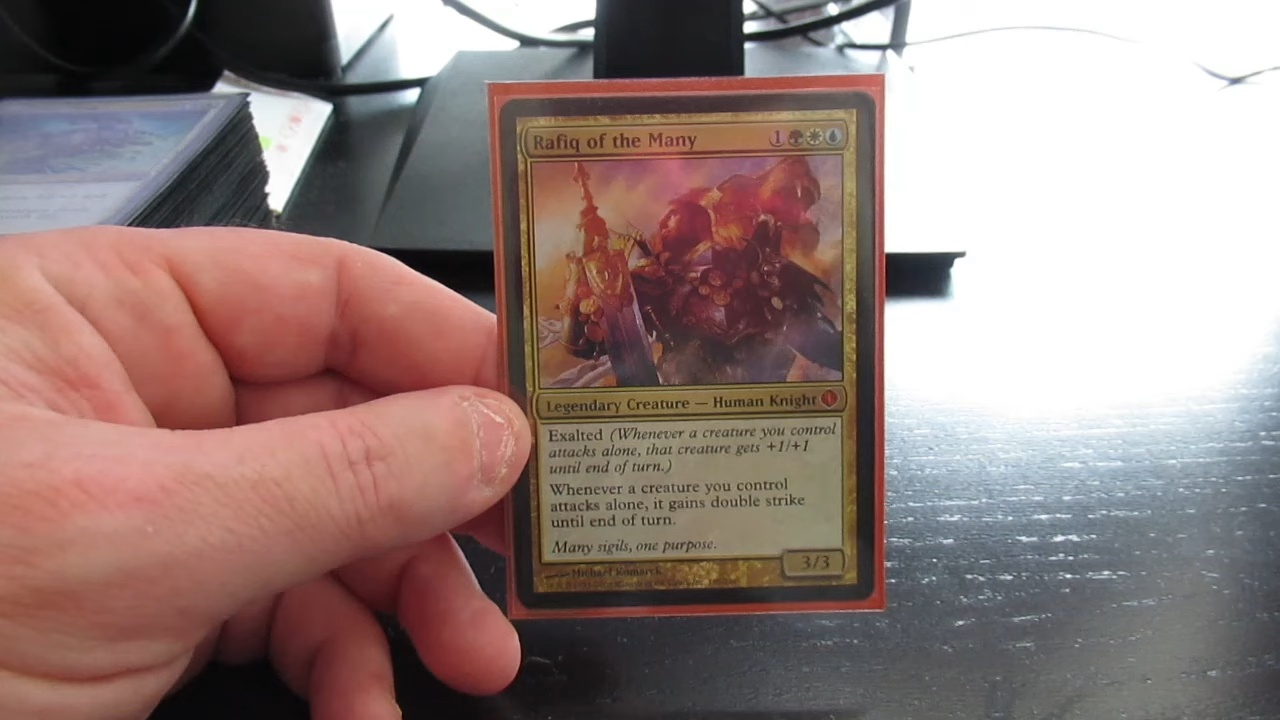 Rafiq of the Many 1
Legendary Creature — Human Knight
Exalted (Whenever a creature you control
attacks alone, that creature gets +1/+1
until end of turn.)
Whenever a creature you control
attacks alone, it gains double strike
until end of turn.
Many sigils, one purpose.
3/3
Michael Komarck